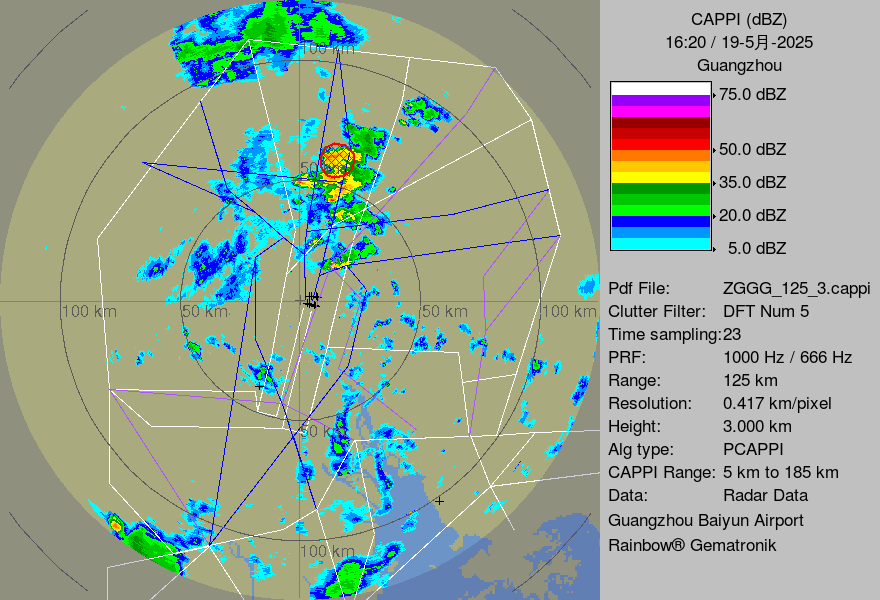 CAPPI (dBZ)
16:20 / 19-5月-2025
Guangzhou
75.0 dBZ
50.0 dBZ
35.0 dBZ
20.0 dBZ
5.0 dBZ
Pdf File: ZGGG_125_3.cappi
Clutter Filter: DFT Num 5
Time sampling:23
PRF: 1000 Hz / 666 Hz
Range: 125 km
Resolution: 0.417 km/pixel
Height: 3.000 km
Alg type: PCAPPI
CAPPI Range: 5 km to 185 km
Data: Radar Data
Guangzhou Baiyun Airport
Rainbow® Gematronik
100 km
50 km
100 km
50 km
50 km
100 km
50 km
100 km